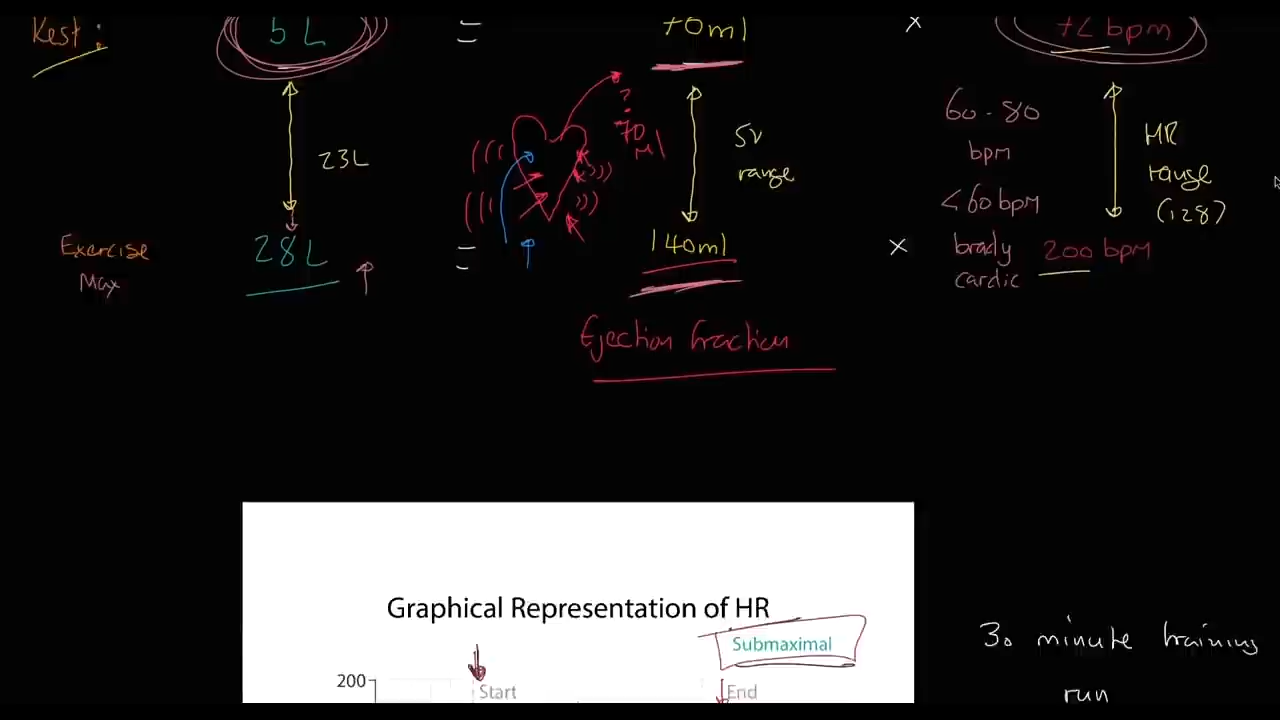 Rest: 5 L = 70ml × 72 bpm
?
70
ml
60 - 80
bpm
<60bpm
brady
cardic
23L
SV
range
HR
range
(128)
Exercise
Max
28L = 140ml × 200 bpm
Ejection fraction
Graphical Representation of HR
Submaximal
200
Start
End
30 minute training
run